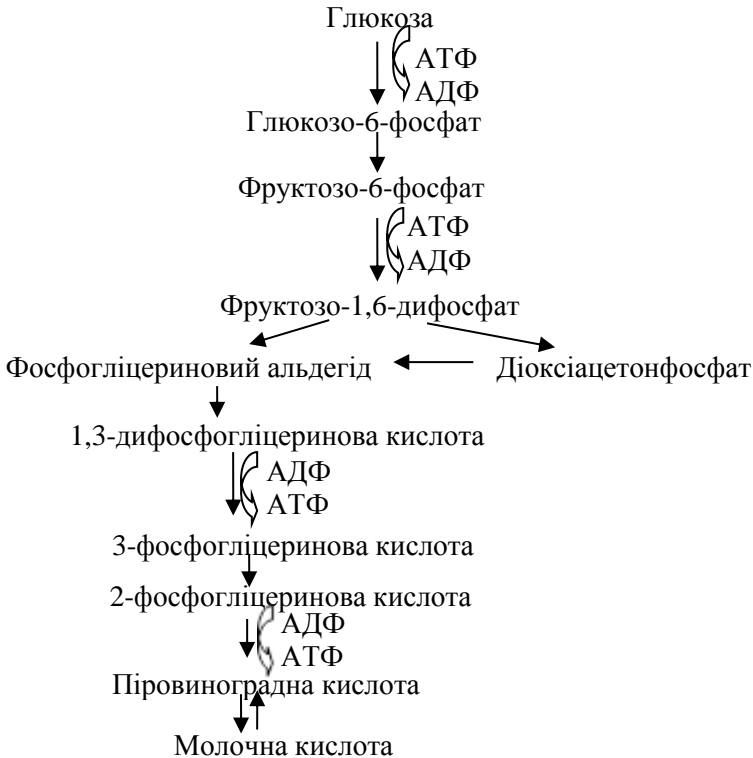 Глюкоза
АТФ
АДФ
Глюкозо-6-фосфат
Фруктозо-6-фосфат
АТФ
АДФ
Фруктозо-1,6-дифосфат
Фосфогліцериновий альдегід
Діоксіацетонфосфат
1,3-дифосфогліцеринова кислота
АДФ
АТФ
3-фосфогліцеринова кислота
2-фосфогліцеринова кислота
АДФ
АТФ
Піровиноградна кислота
Молочна кислота